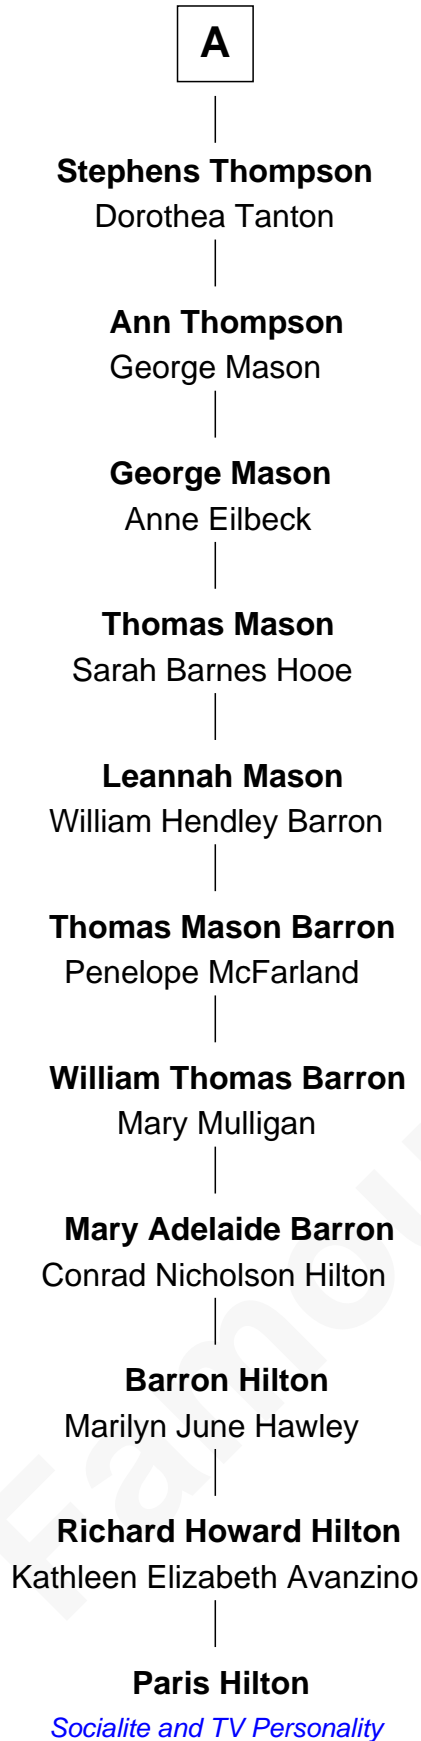 A
Stephens Thompson
Dorothea Tanton
Ann Thompson
George Mason
George Mason
Anne Eilbeck
Thomas Mason
Sarah Barnes Hooe
Leannah Mason
William Hendley Barron
Thomas Mason Barron
Penelope McFarland
William Thomas Barron
Mary Mulligan
Mary Adelaide Barron
Conrad Nicholson Hilton
Barron Hilton
Marilyn June Hawley
Richard Howard Hilton
Kathleen Elizabeth Avanzino
Paris Hilton
Socialite and TV Personality